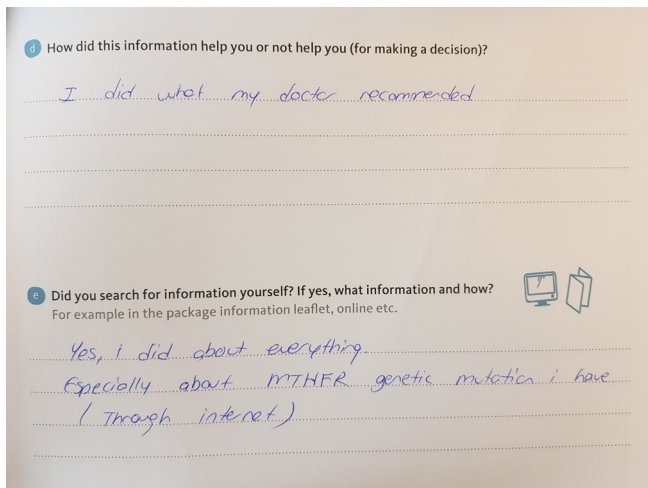 d How did this information help you or not help you (for making a decision)?
I did what my doctor recommended
e Did you search for information yourself? If yes, what information and how?
For example in the package information leaflet, online etc.
Yes, i did about everything.
Especially about MTHFR genetic mutation i have
(Through internet)